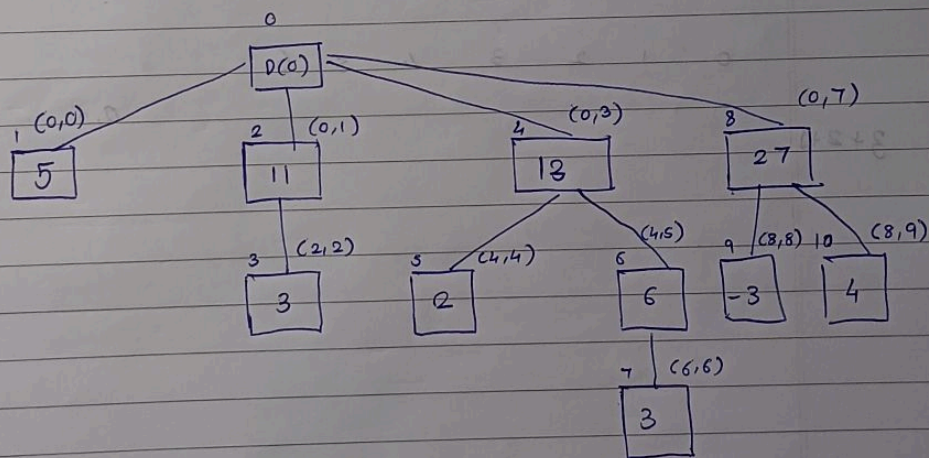 0
D(0)
1 (0,0) 2 (0,1) 4 (0,3) 8 (0,7)
5 11 13 27
3 (2,2) 5 (4,4) 6 (4,5) 9 (8,8) 10 (8,9)
3 2 6 -3 4
7 (6,6)
3